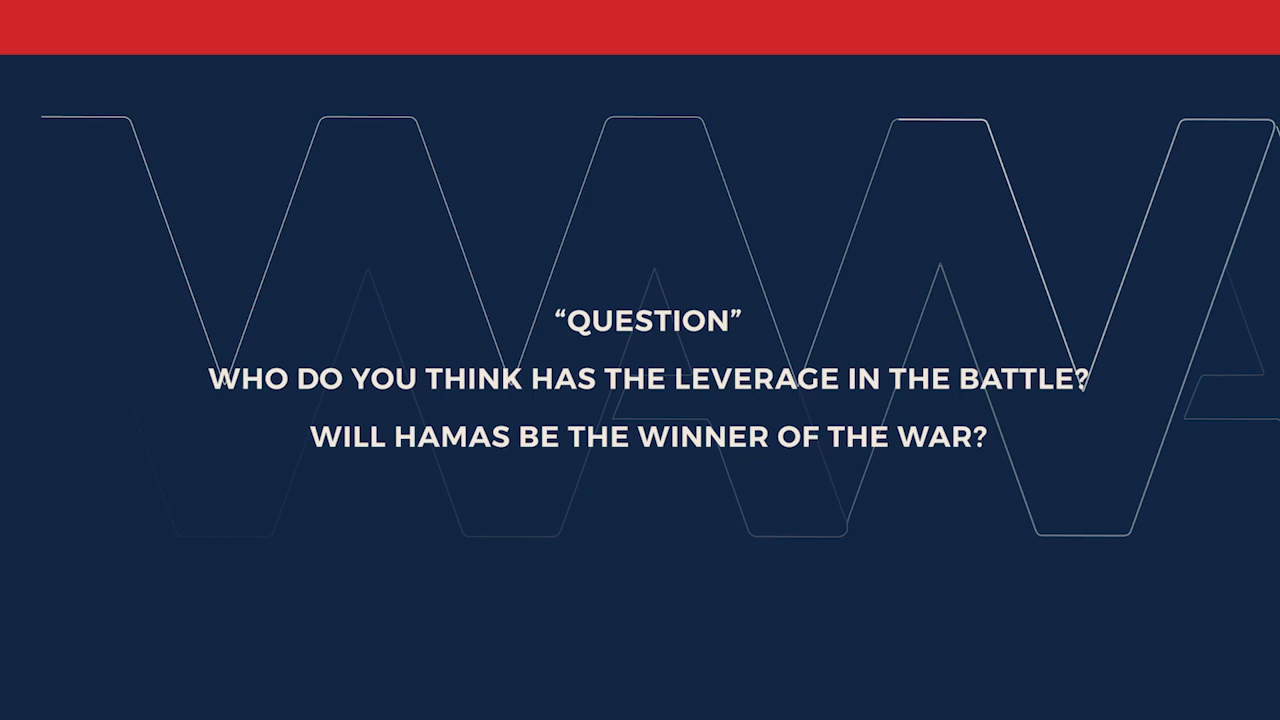 “QUESTION”
WHO DO YOU THINK HAS THE LEVERAGE IN THE BATTLE?
WILL HAMAS BE THE WINNER OF THE WAR?